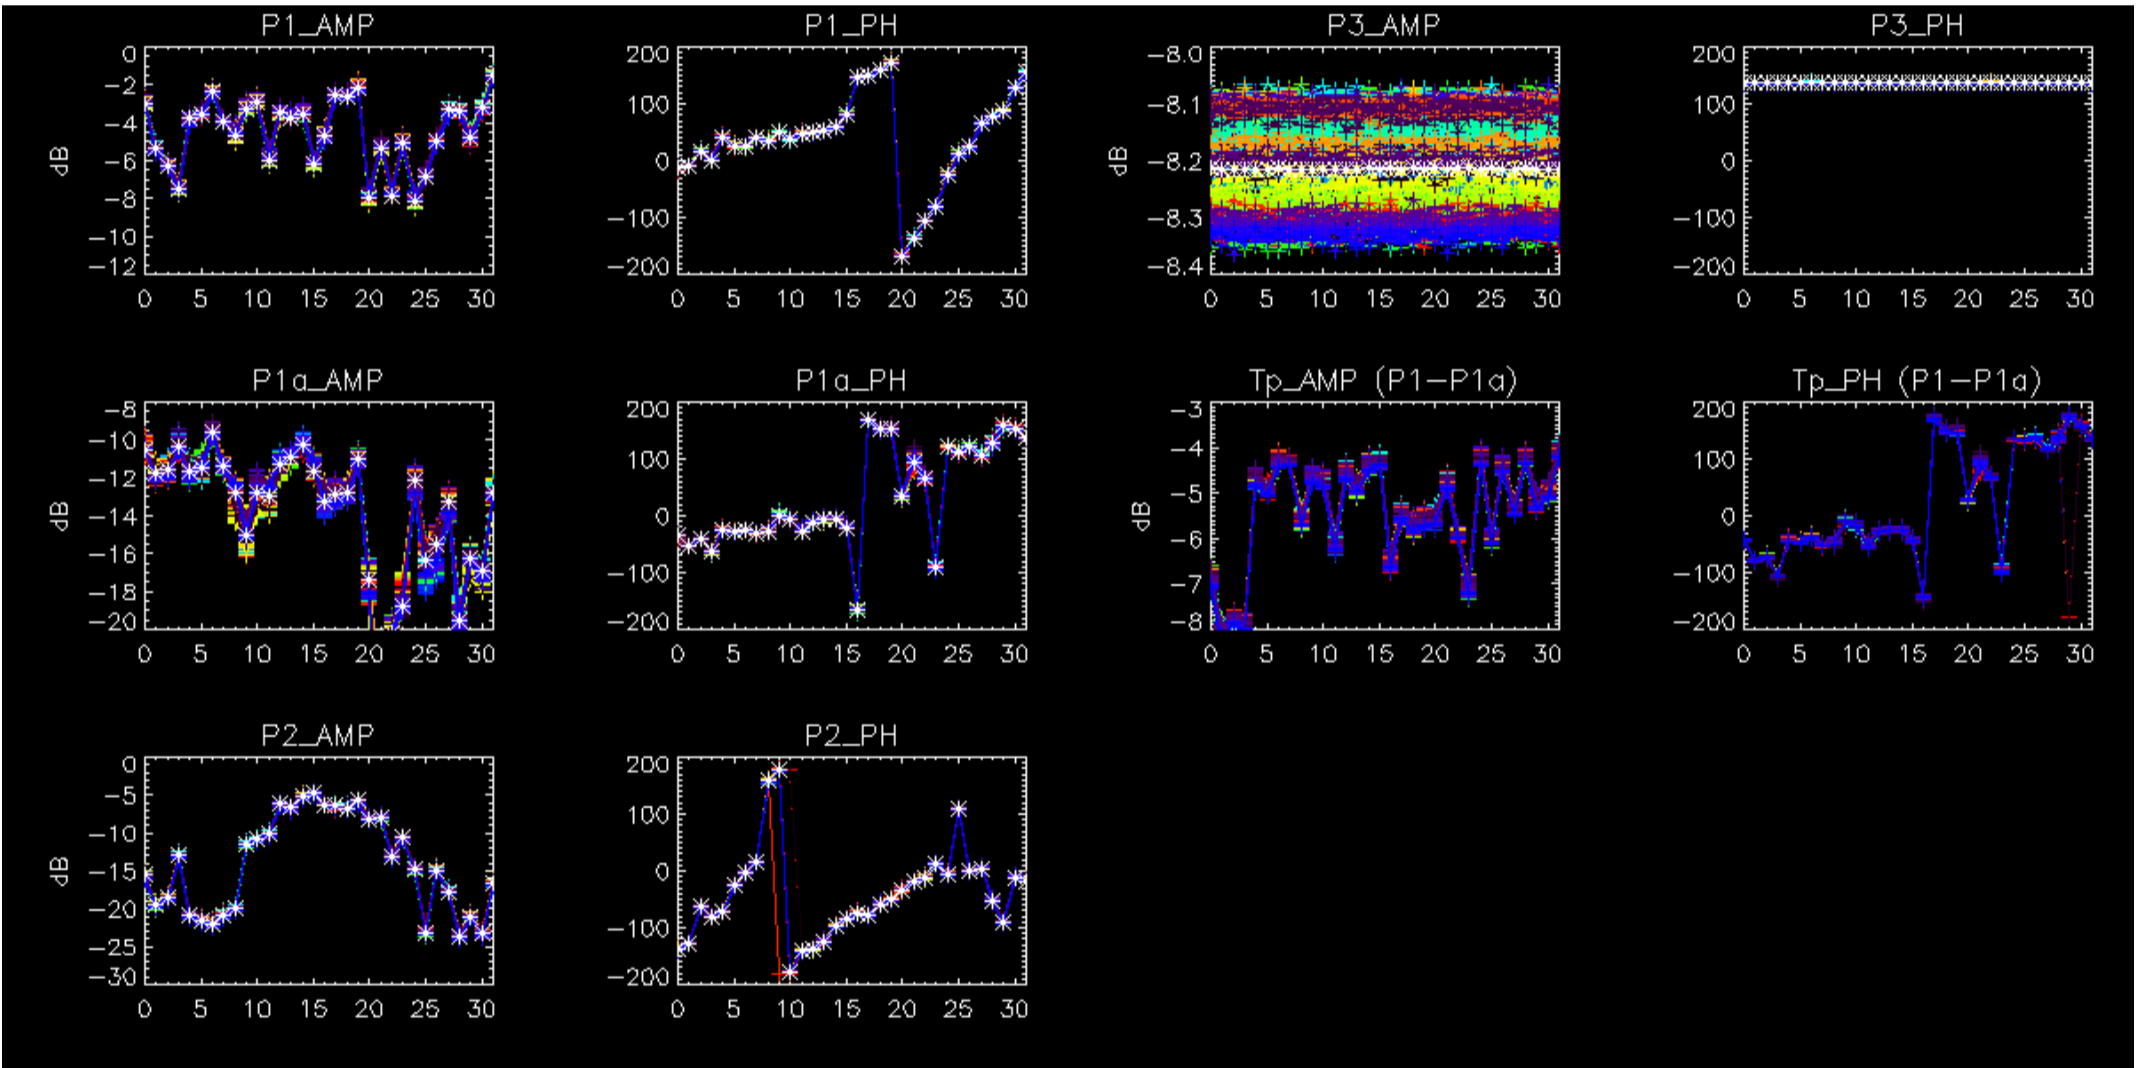 P1_AMP
P1_PH
P3_AMP
P3_PH
0
−2
−4
−6
−8
−10
−12
dB
0 5 10 15 20 25 30
200
100
0
−100
−200
0 5 10 15 20 25 30
−8.0
−8.1
−8.2
−8.3
−8.4
dB
0 5 10 15 20 25 30
200
100
0
−100
−200
0 5 10 15 20 25 30
P1a_AMP
P1a_PH
Tp_AMP (P1−P1a)
Tp_PH (P1−P1a)
−8
−10
−12
−14
−16
−18
−20
dB
0 5 10 15 20 25 30
200
100
0
−100
−200
0 5 10 15 20 25 30
−3
−4
−5
−6
−7
−8
dB
0 5 10 15 20 25 30
200
100
0
−100
−200
0 5 10 15 20 25 30
P2_AMP
P2_PH
0
−5
−10
−15
−20
−25
−30
dB
0 5 10 15 20 25 30
200
100
0
−100
−200
0 5 10 15 20 25 30